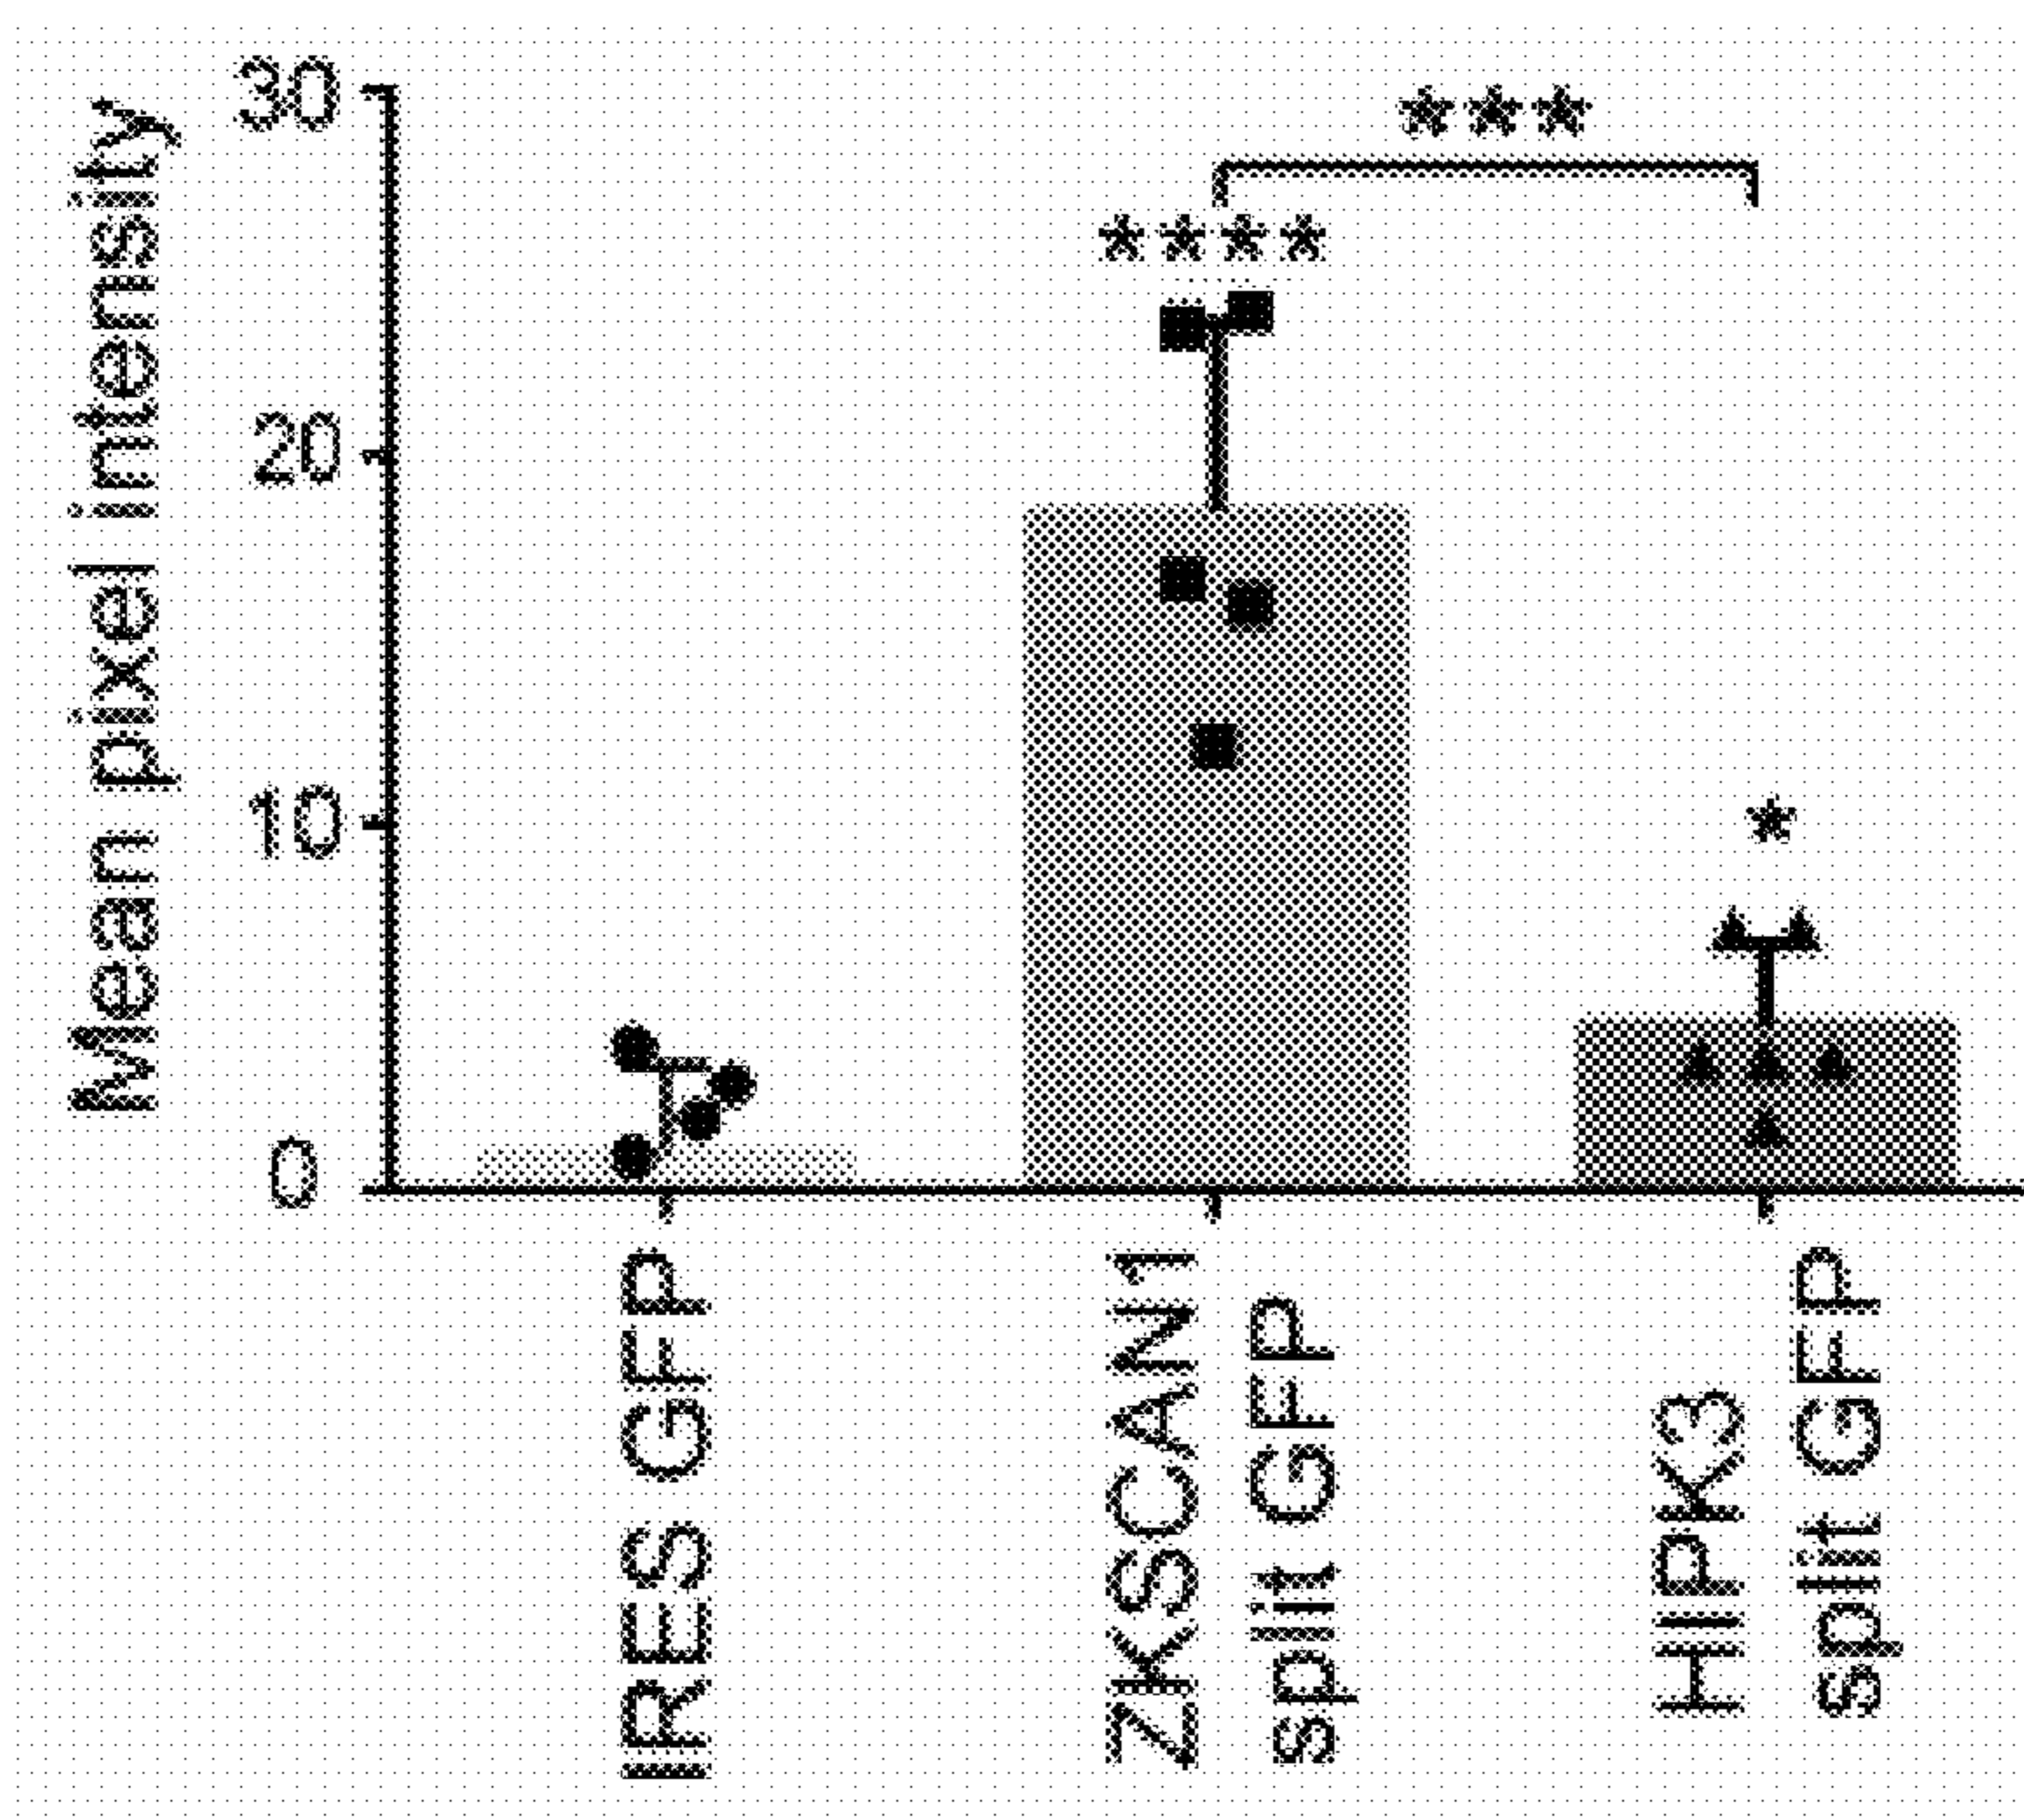 Mean pixel intensity
30
20
10
0
***
****
*
IRES GFP
ZKSCAN1
split GFP
HIPK3
split GFP